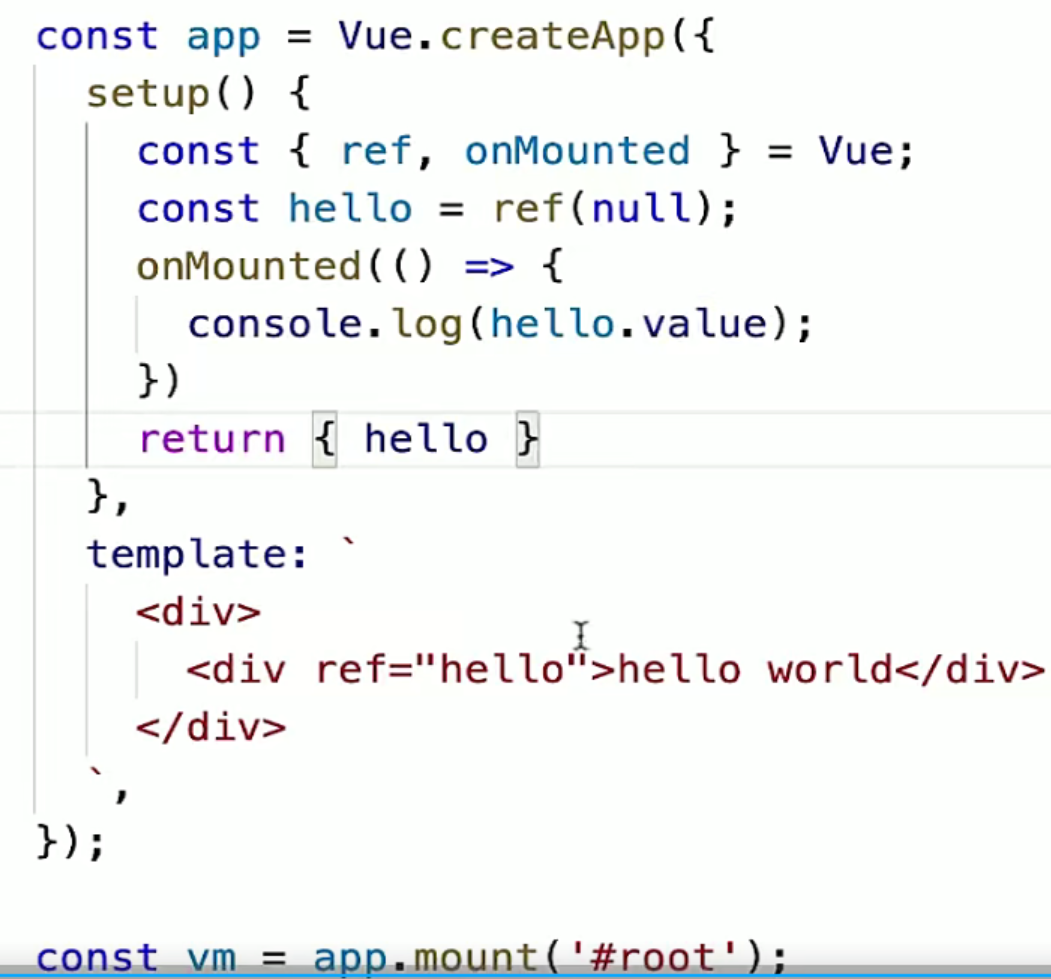 const app = Vue.createApp({
  setup() {
    const { ref, onMounted } = Vue;
    const hello = ref(null);
    onMounted(() => {
      console.log(hello.value);
    })
    return { hello }
  },
  template: `
    <div>
      <div ref="hello">hello world</div>
    </div>
  `,
});

const vm = app.mount('#root');